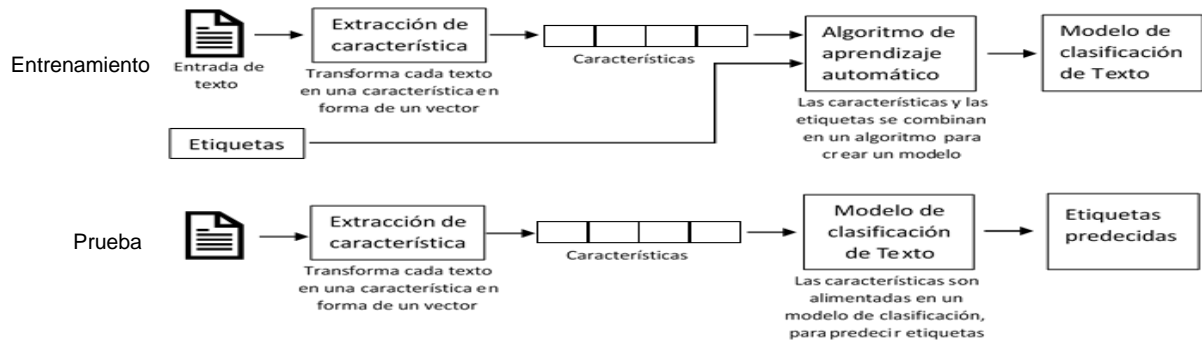 Entrenamiento
Entrada de
texto
Extracción de
característica
Transforma cada texto
en una característica en
forma de un vector
Características
Etiquetas
Algoritmo de
aprendizaje
automático
Las características y las
etiquetas se combinan
en un algoritmo para
crear un modelo
Modelo de
clasificación
de Texto
Prueba
Extracción de
característica
Transforma cada texto
en una característica en
forma de un vector
Características
Modelo de
clasificación
de Texto
Las características son
alimentadas en un
modelo de clasificación,
para predecir etiquetas
Etiquetas
predecidas